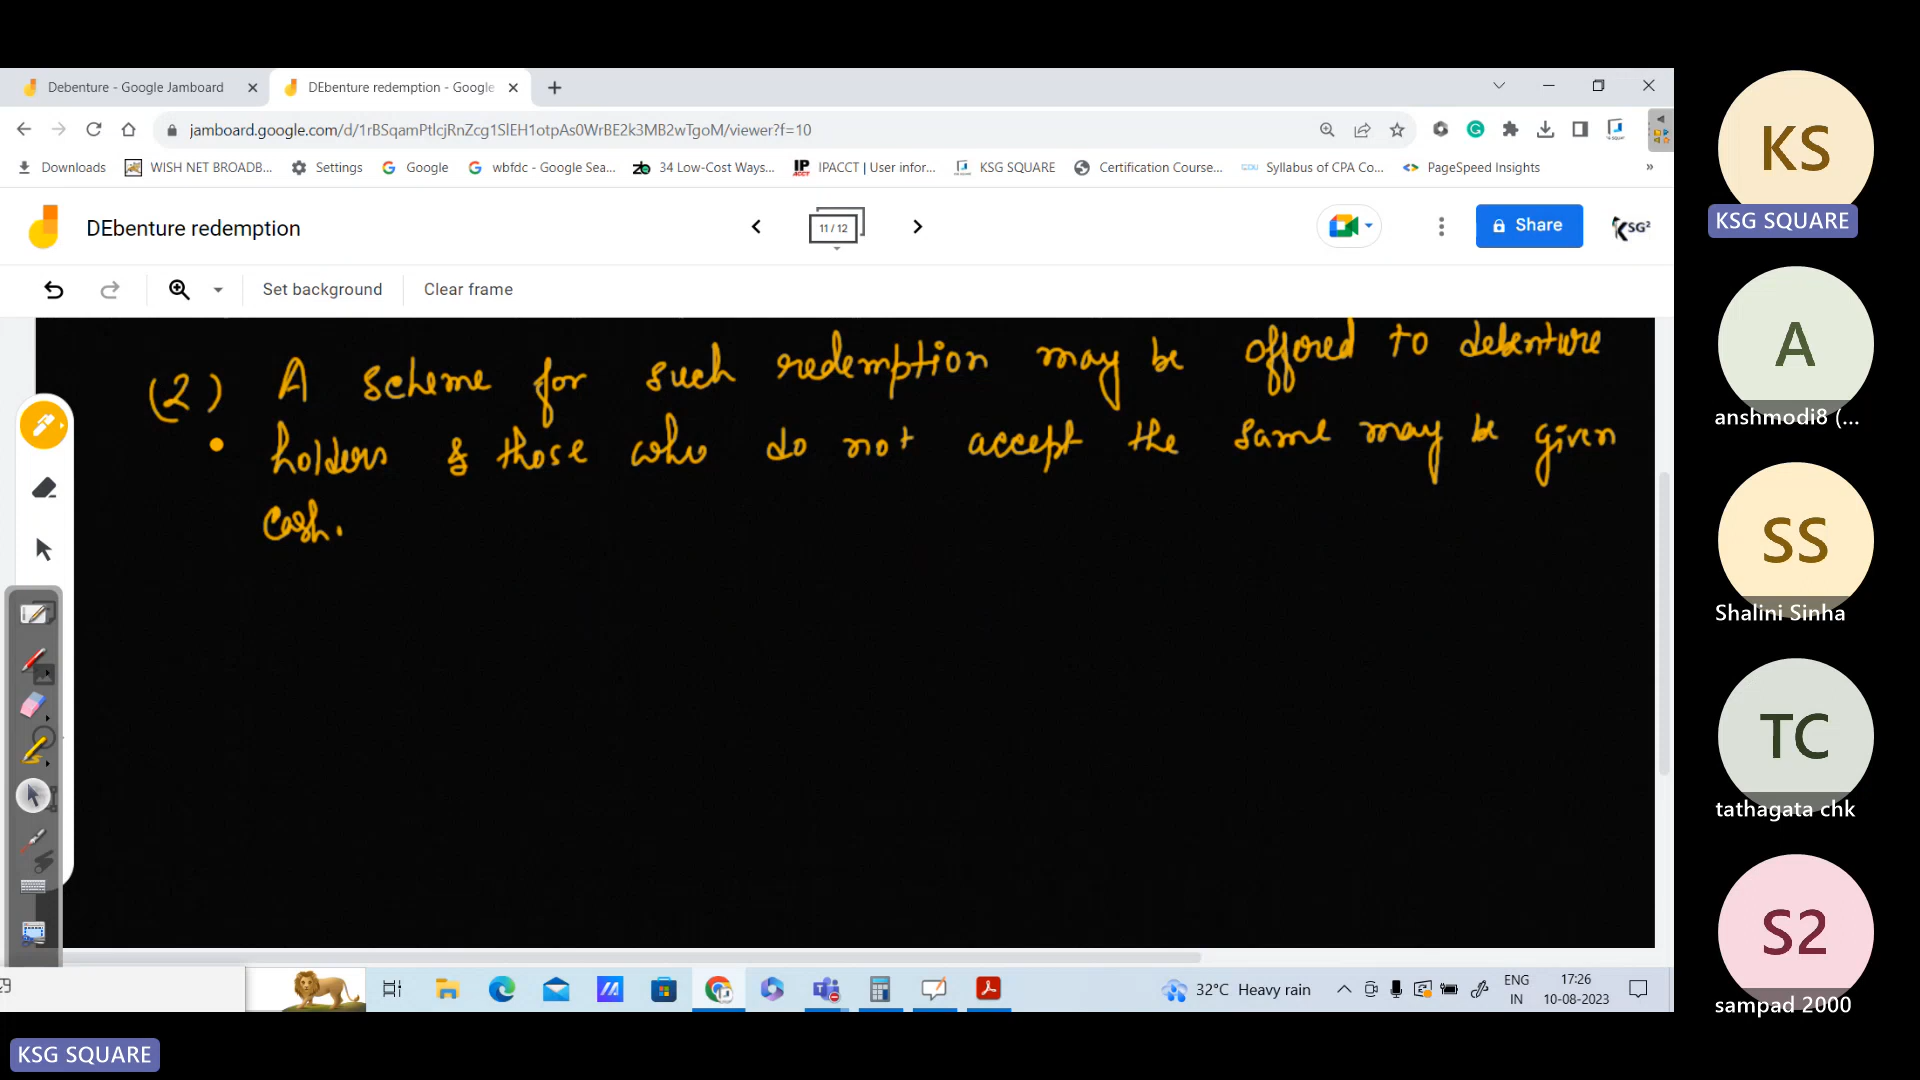 Debenture - Google Jamboard
DEbenture redemption - Google
jamboard.google.com/d/1rBSqamPtlcjRnZcg1SlEH1otpAs0WrBE2k3MB2wTgoM/viewer?f=10
Downloads WISH NET BROADB... Settings Google wbfdc - Google Sea... 34 Low-Cost Ways... IPACCT | User infor... KSG SQUARE Certification Course... Syllabus of CPA Co... PageSpeed Insights »
DEbenture redemption
11 / 12
Share
KSG²
Set background Clear frame
(2) A scheme for such redemption may be offered to debenture
holders & those who do not accept the same may be given
cash.
32°C Heavy rain
ENG
IN
17:26
10-08-2023
KS
KSG SQUARE
A
anshmodi8 (...
SS
Shalini Sinha
TC
tathagata chk
S2
sampad 2000
KSG SQUARE